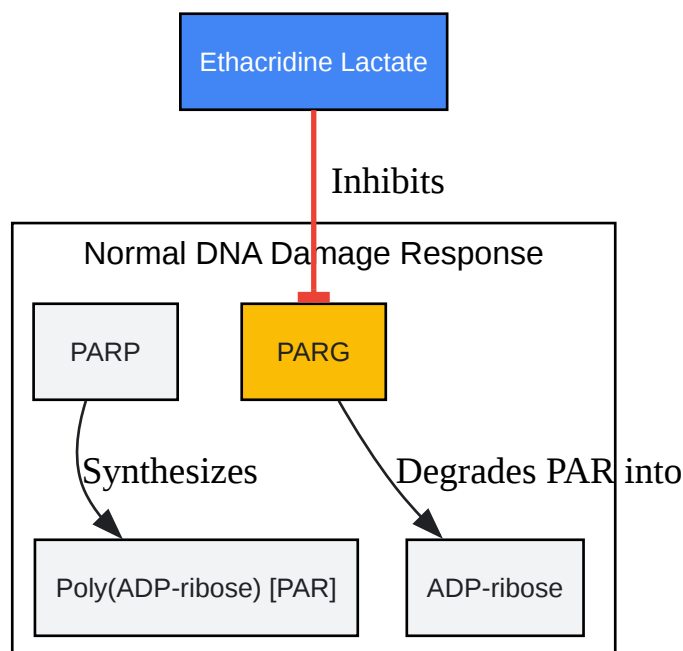 Ethacridine Lactate
Inhibits
Normal DNA Damage Response
PARP
PARG
Synthesizes
Degrades PAR into
Poly(ADP-ribose) [PAR]
ADP-ribose